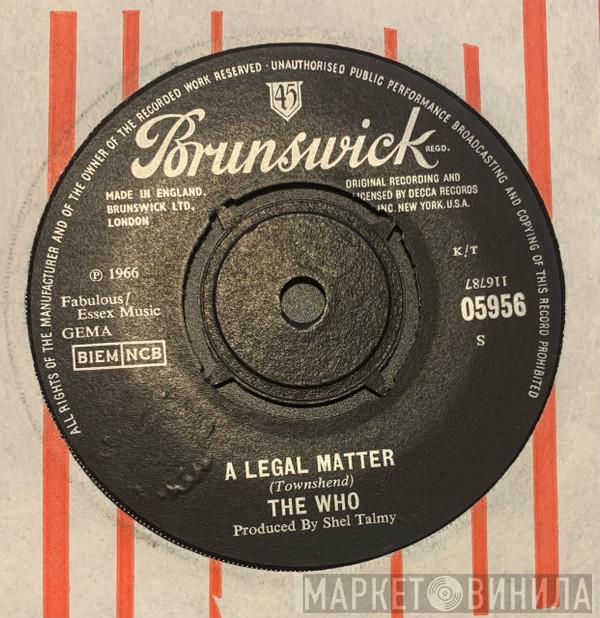 ALL RIGHTS OF THE MANUFACTURER AND OF THE OWNER OF THE RECORDED WORK RESERVED · UNAUTHORISED PUBLIC PERFORMANCE BROADCASTING AND COPYING OF THIS RECORD PROHIBITED
45
Brunswick REGD.
MADE IN ENGLAND.
BRUNSWICK LTD.
LONDON
ORIGINAL RECORDING AND
LICENSED BY DECCA RECORDS
INC. NEW YORK. U.S.A.
℗ 1966
Fabulous/
Essex Music
GEMA
BIEM NCB
K/T
116787
05956
S
A LEGAL MATTER
(Townshend)
THE WHO
Produced By Shel Talmy
МАРКЕТ ВИНИЛА